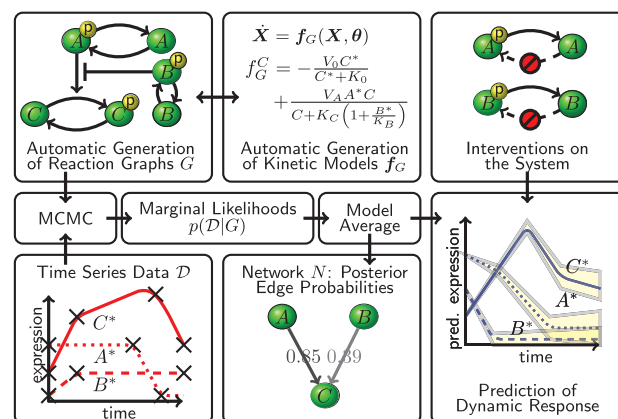 p
A
A
B
p
C
C
p
B
Automatic Generation
of Reaction Graphs G
Ẋ = f_G(X, θ)
f_G^C = − V_0C* / C*+K_0
+ V_AA*C / C+K_C(1+ B*/K_B)
Automatic Generation
of Kinetic Models f_G
p
A
A
p
B
B
Interventions on
the System
MCMC
Marginal Likelihoods
p(D|G)
Model
Average
Time Series Data D
expression
C*
A*
B*
time
Network N: Posterior
Edge Probabilities
A
B
0.85
0.39
C
pred. expression
C*
A*
B*
time
Prediction of
Dynamic Response